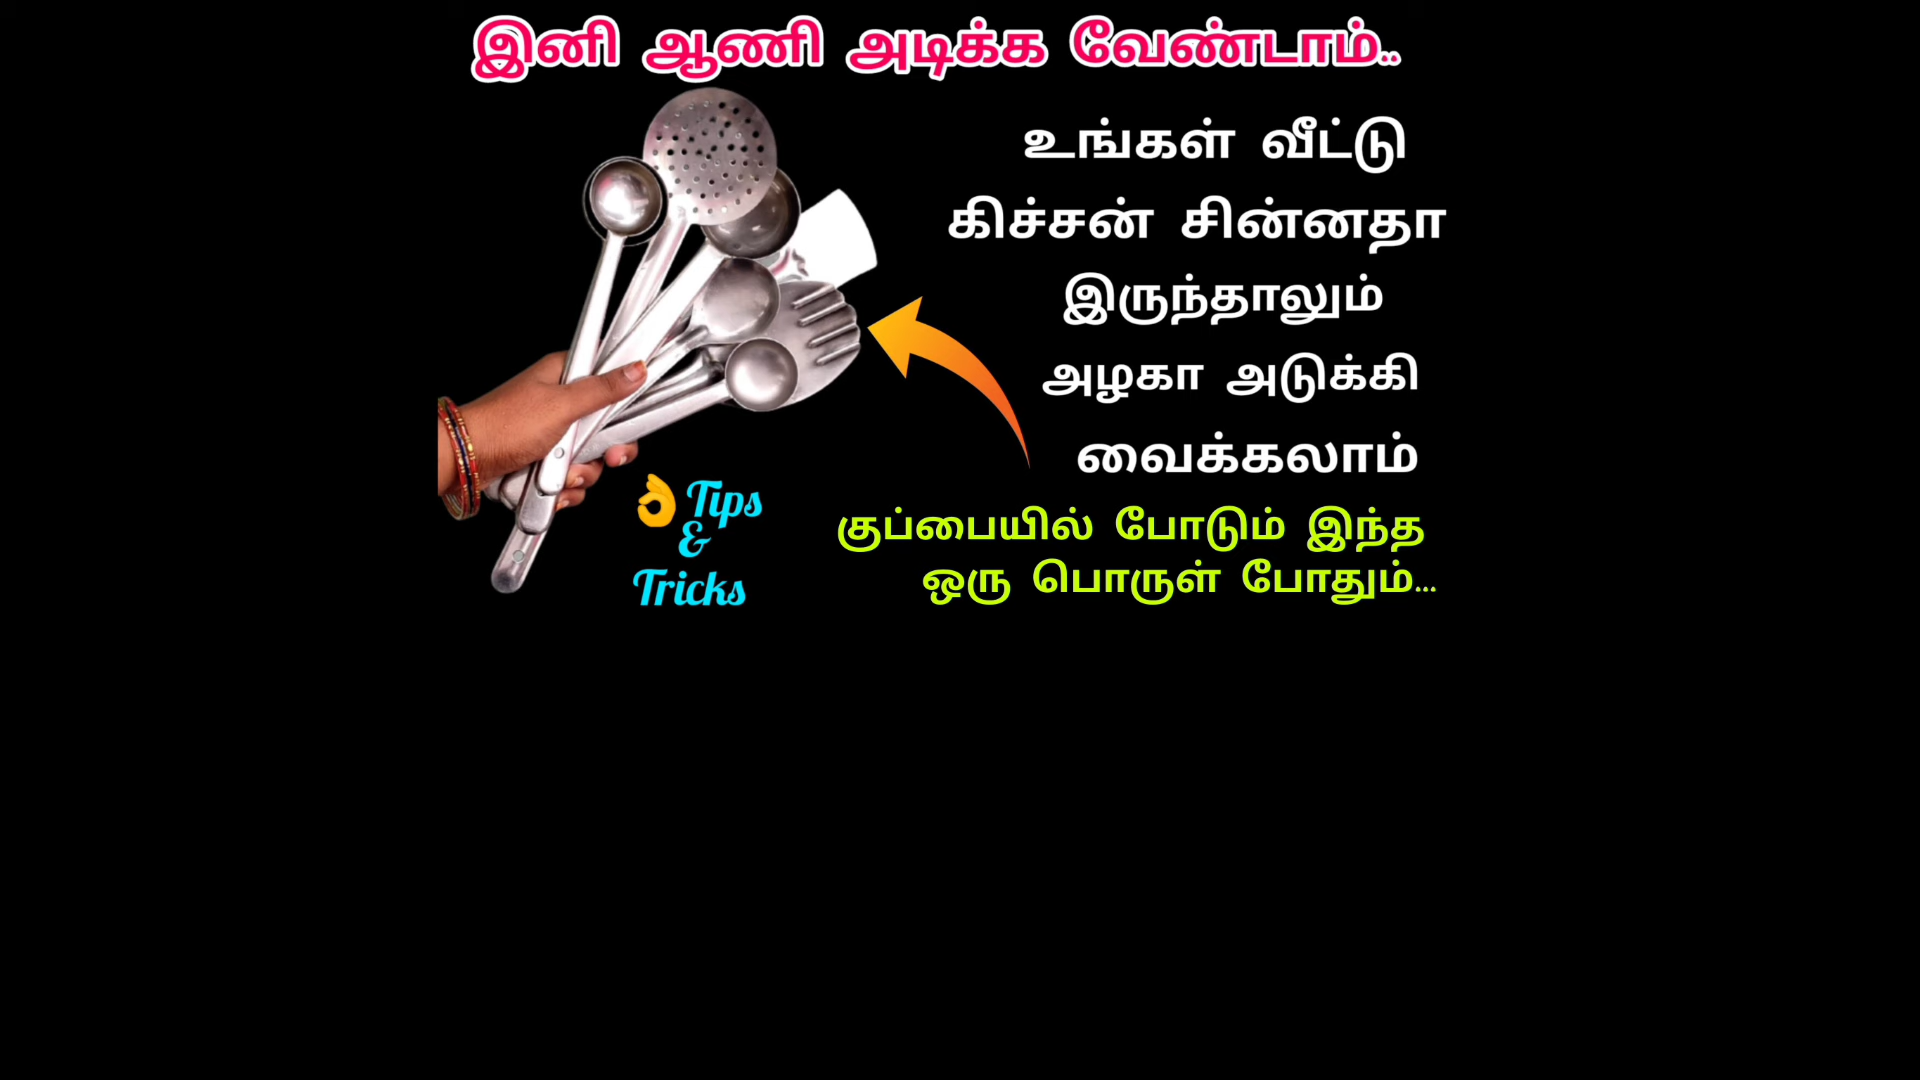 இனி ஆணி அடிக்க வேண்டாம்..
உங்கள் வீட்டு
கிச்சன் சின்னதா
இருந்தாலும்
அழகா அடுக்கி
வைக்கலாம்
👌Tips
&
Tricks
குப்பையில் போடும் இந்த
ஒரு பொருள் போதும்...